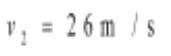 v₂ = 26 m / s